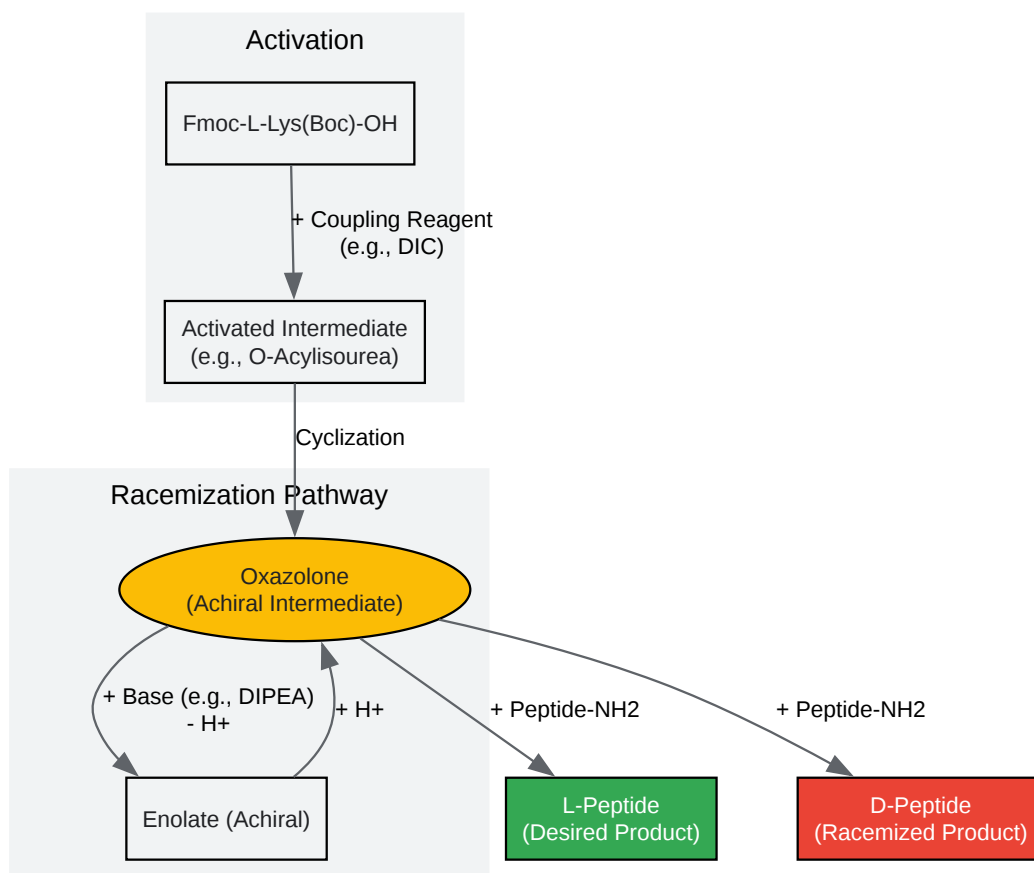 Activation
Fmoc-L-Lys(Boc)-OH
+ Coupling Reagent
(e.g., DIC)
Activated Intermediate
(e.g., O-Acylisourea)
Cyclization
Racemization Pathway
Oxazolone
(Achiral Intermediate)
+ Base (e.g., DIPEA)
- H+
+ H+
+ Peptide-NH2
+ Peptide-NH2
Enolate (Achiral)
L-Peptide
(Desired Product)
D-Peptide
(Racemized Product)